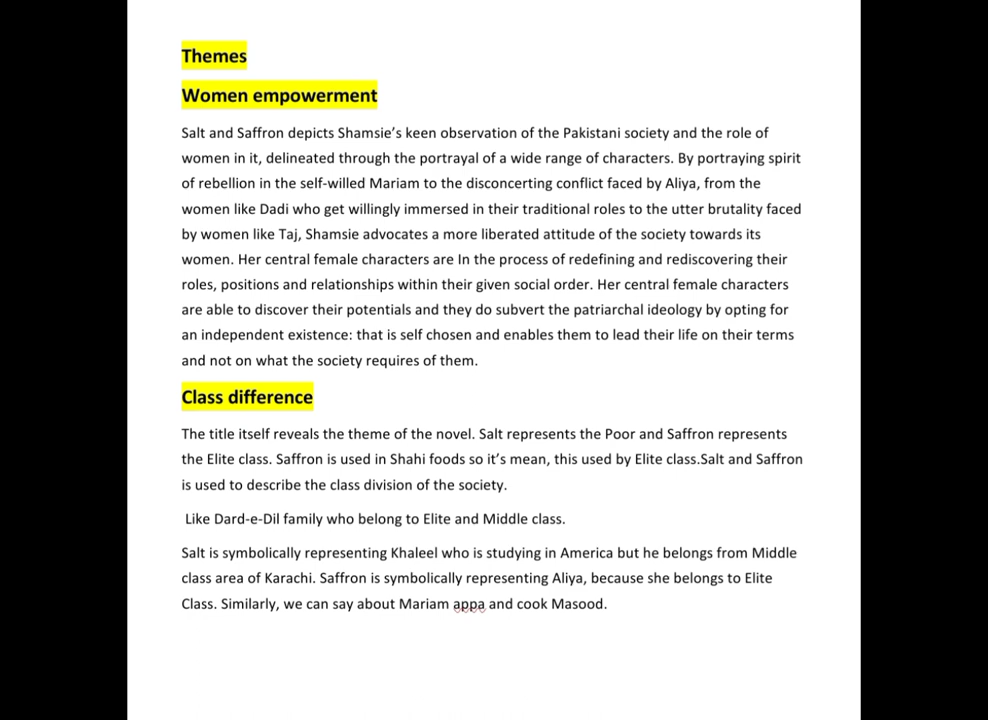 Themes
Women empowerment
Salt and Saffron depicts Shamsie’s keen observation of the Pakistani society and the role of
women in it, delineated through the portrayal of a wide range of characters. By portraying spirit
of rebellion in the self-willed Mariam to the disconcerting conflict faced by Aliya, from the
women like Dadi who get willingly immersed in their traditional roles to the utter brutality faced
by women like Taj, Shamsie advocates a more liberated attitude of the society towards its
women. Her central female characters are In the process of redefining and rediscovering their
roles, positions and relationships within their given social order. Her central female characters
are able to discover their potentials and they do subvert the patriarchal ideology by opting for
an independent existence: that is self chosen and enables them to lead their life on their terms
and not on what the society requires of them.
Class difference
The title itself reveals the theme of the novel. Salt represents the Poor and Saffron represents
the Elite class. Saffron is used in Shahi foods so it’s mean, this used by Elite class.Salt and Saffron
is used to describe the class division of the society.
Like Dard-e-Dil family who belong to Elite and Middle class.
Salt is symbolically representing Khaleel who is studying in America but he belongs from Middle
class area of Karachi. Saffron is symbolically representing Aliya, because she belongs to Elite
Class. Similarly, we can say about Mariam appa and cook Masood.